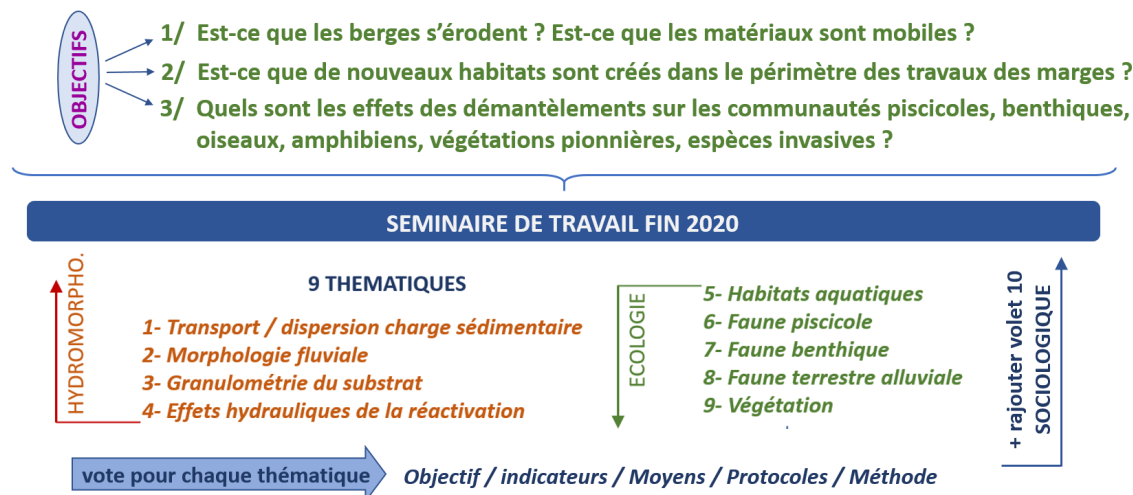 OBJECTIFS
1/ Est-ce que les berges s'érodent ? Est-ce que les matériaux sont mobiles ?
2/ Est-ce que de nouveaux habitats sont créés dans le périmètre des travaux des marges ?
3/ Quels sont les effets des démantèlements sur les communautés piscicoles, benthiques,
oiseaux, amphibiens, végétations pionnières, espèces invasives ?
SEMINAIRE DE TRAVAIL FIN 2020
HYDROMORPHO.
9 THEMATIQUES
1- Transport / dispersion charge sédimentaire
2- Morphologie fluviale
3- Granulométrie du substrat
4- Effets hydrauliques de la réactivation
ECOLOGIE
5- Habitats aquatiques
6- Faune piscicole
7- Faune benthique
8- Faune terrestre alluviale
9- Végétation
+ rajouter volet 10
SOCIOLOGIQUE
vote pour chaque thématique
Objectif / indicateurs / Moyens / Protocoles / Méthode